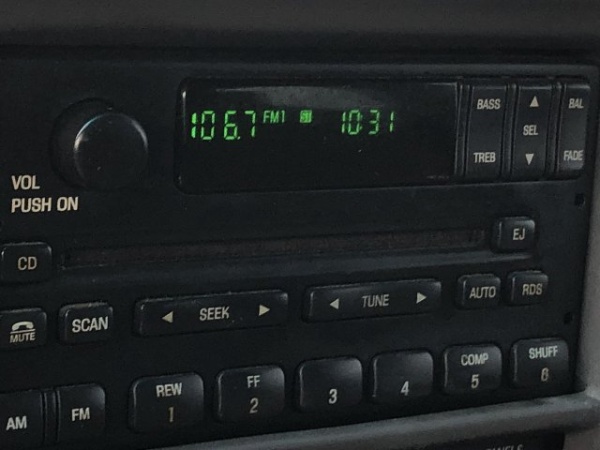 106.7 FM1 10:31
BASS ▲ BAL
SEL
TREB ▼ FADE
VOL
PUSH ON
CD
EJ
MUTE SCAN ◄ SEEK ► ◄ TUNE ► AUTO RDS
AM FM REW 1 FF 2 3 4 COMP 5 SHUFF 6